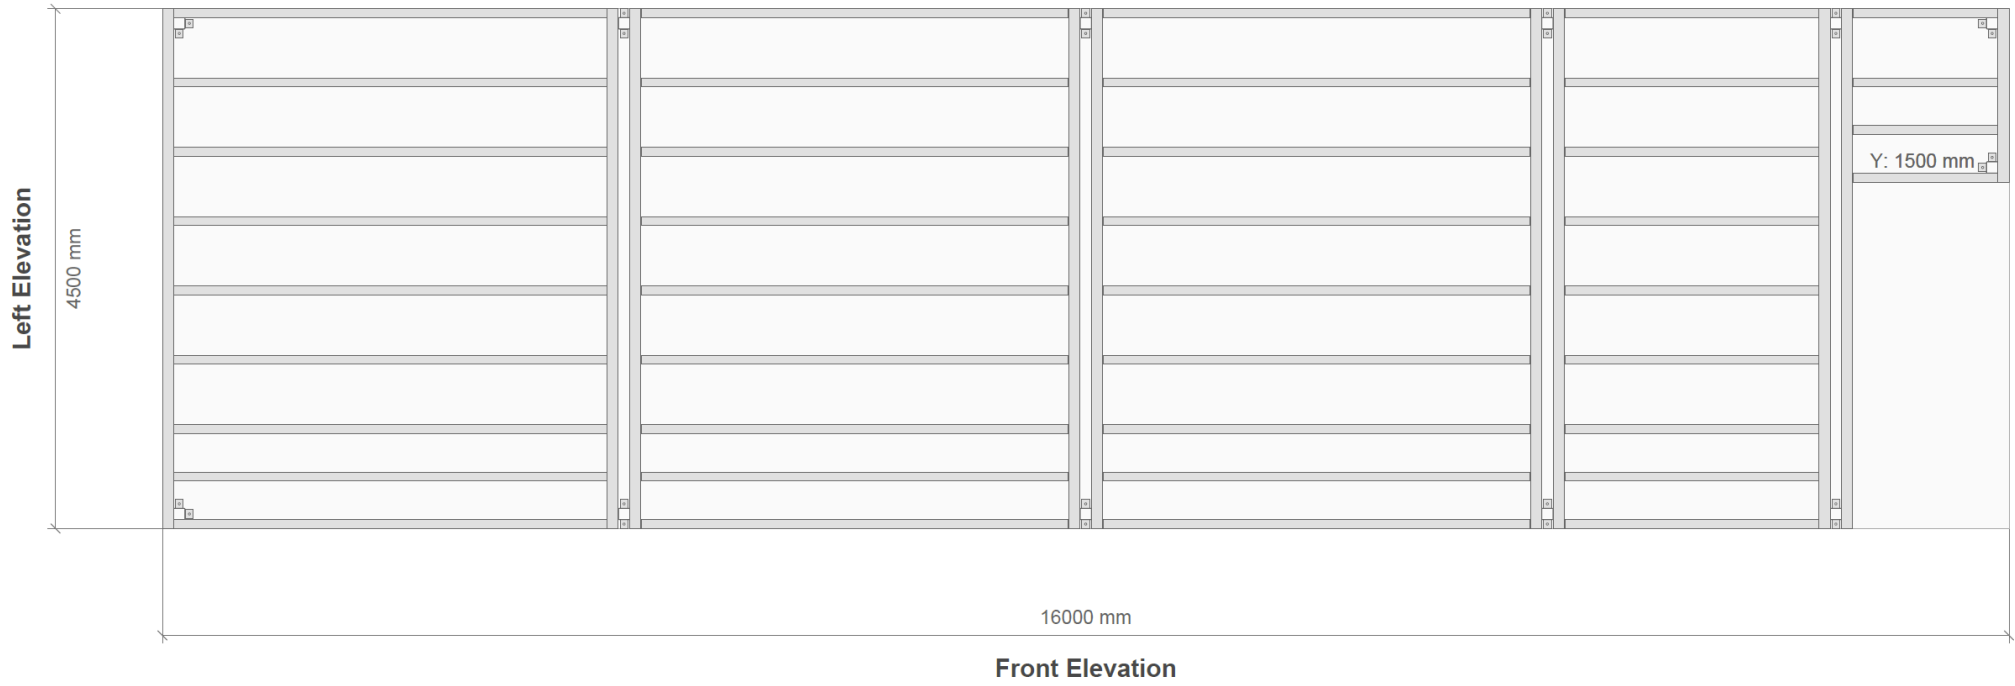 Left Elevation
4500 mm
Y: 1500 mm
16000 mm
Front Elevation